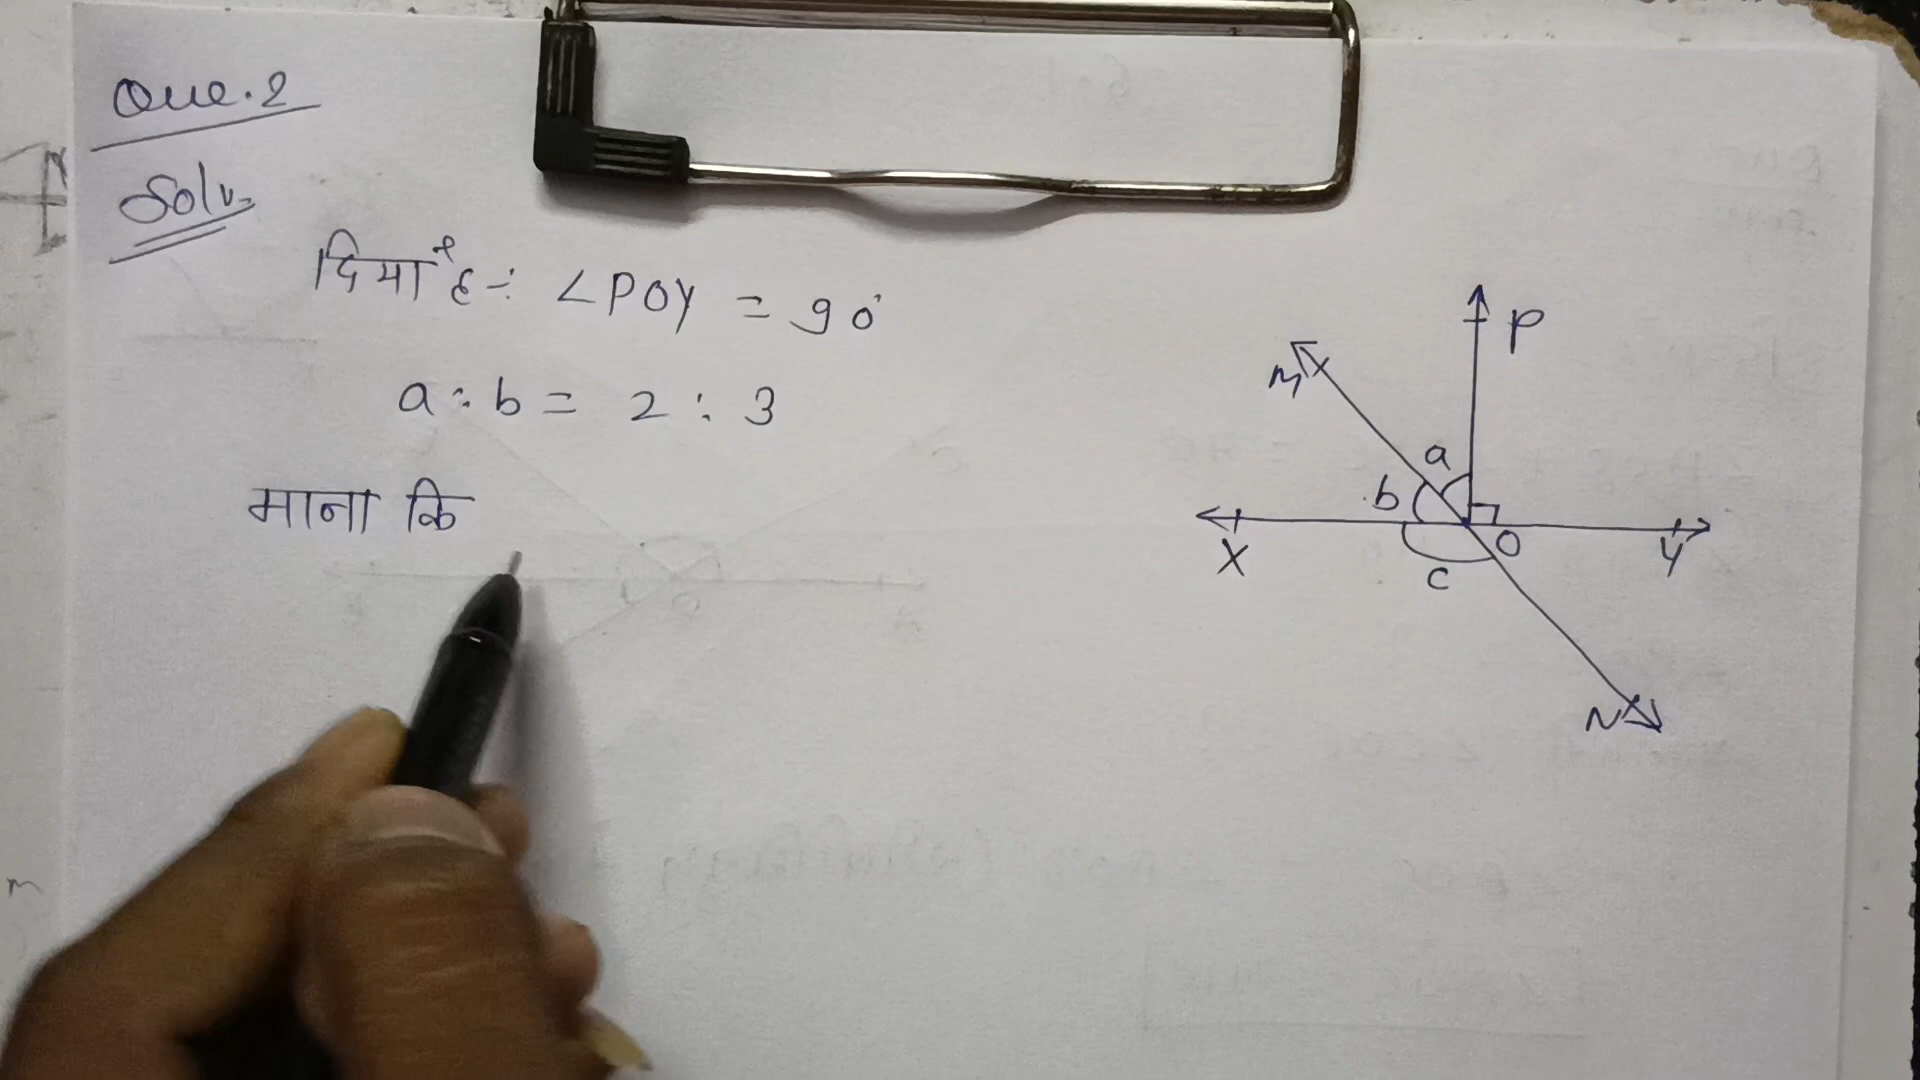 Que.2
Solv.
दिया है÷ ∠POY = 90°
a:b = 2:3
माना कि
P
M
a
b
X
O
Y
c
N